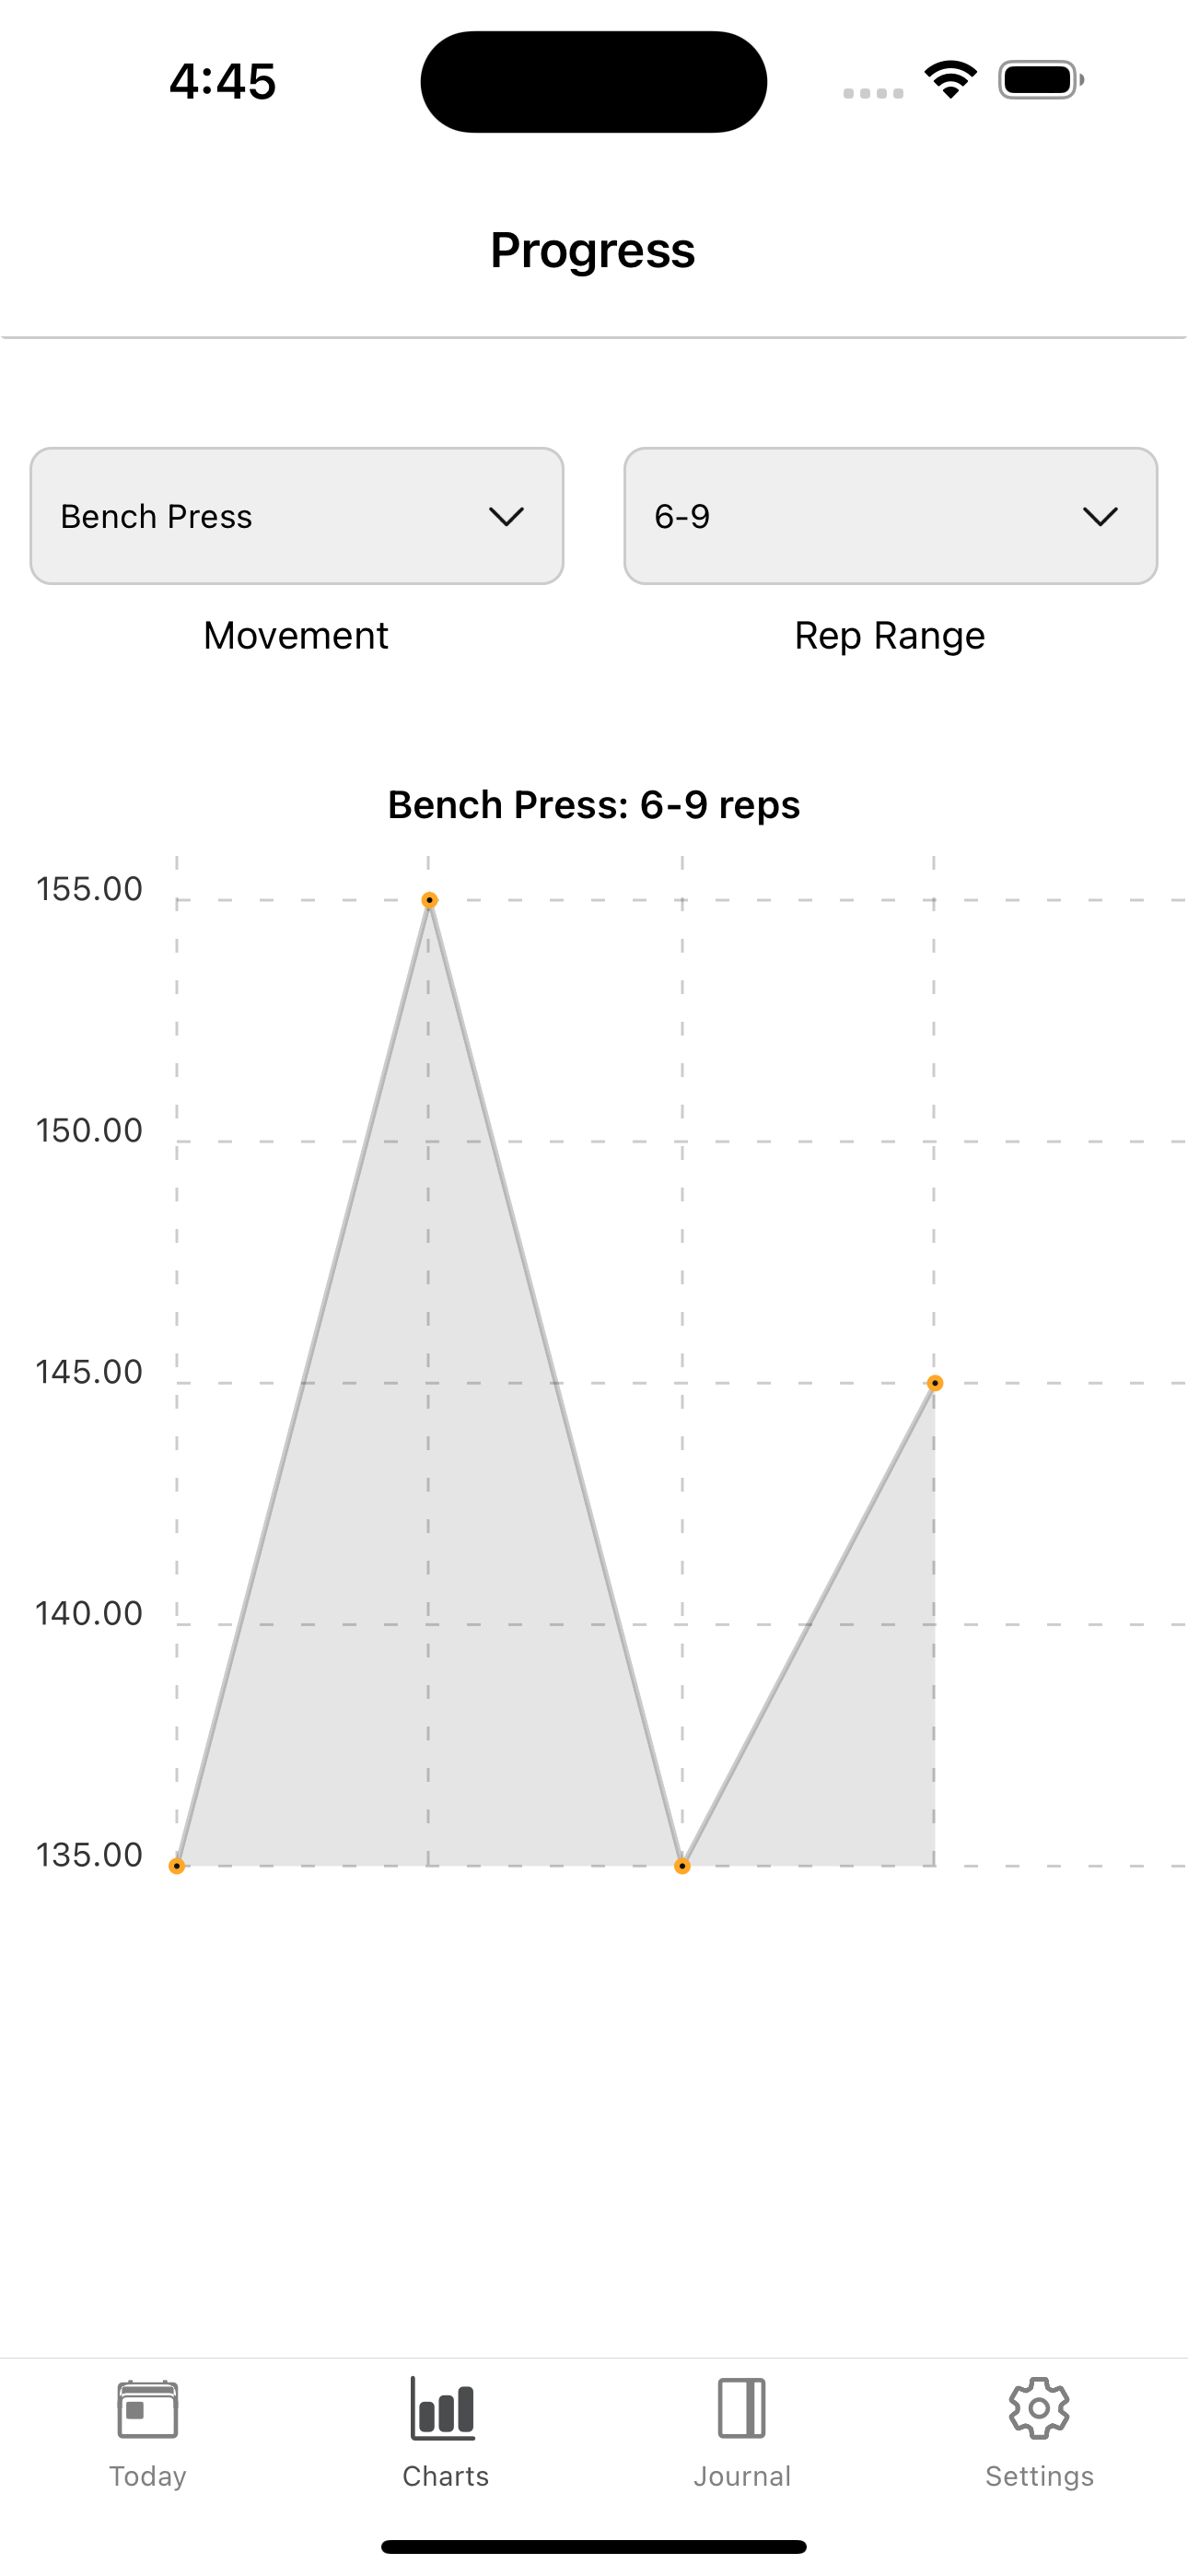 4:45
Progress
Bench Press
6-9
Movement
Rep Range
Bench Press: 6-9 reps
155.00
150.00
145.00
140.00
135.00
Today
Charts
Journal
Settings